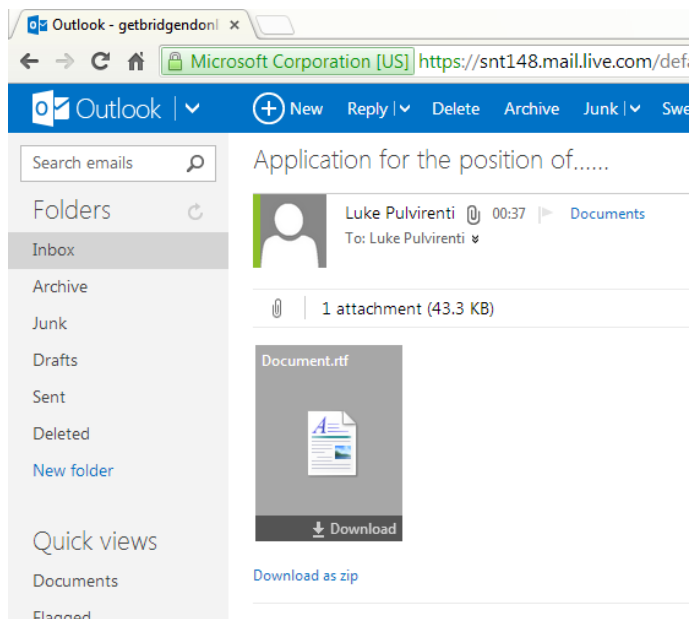 Outlook - getbridgendonl
Microsoft Corporation [US] https://snt148.mail.live.com/defa
Outlook New Reply Delete Archive Junk Swe
Search emails
Application for the position of......
Folders
Luke Pulvirenti 00:37 Documents
To: Luke Pulvirenti
Inbox
Archive
1 attachment (43.3 KB)
Junk
Drafts
Document.rtf
Sent
Deleted
New folder
Download
Quick views
Documents
Download as zip
Flagged